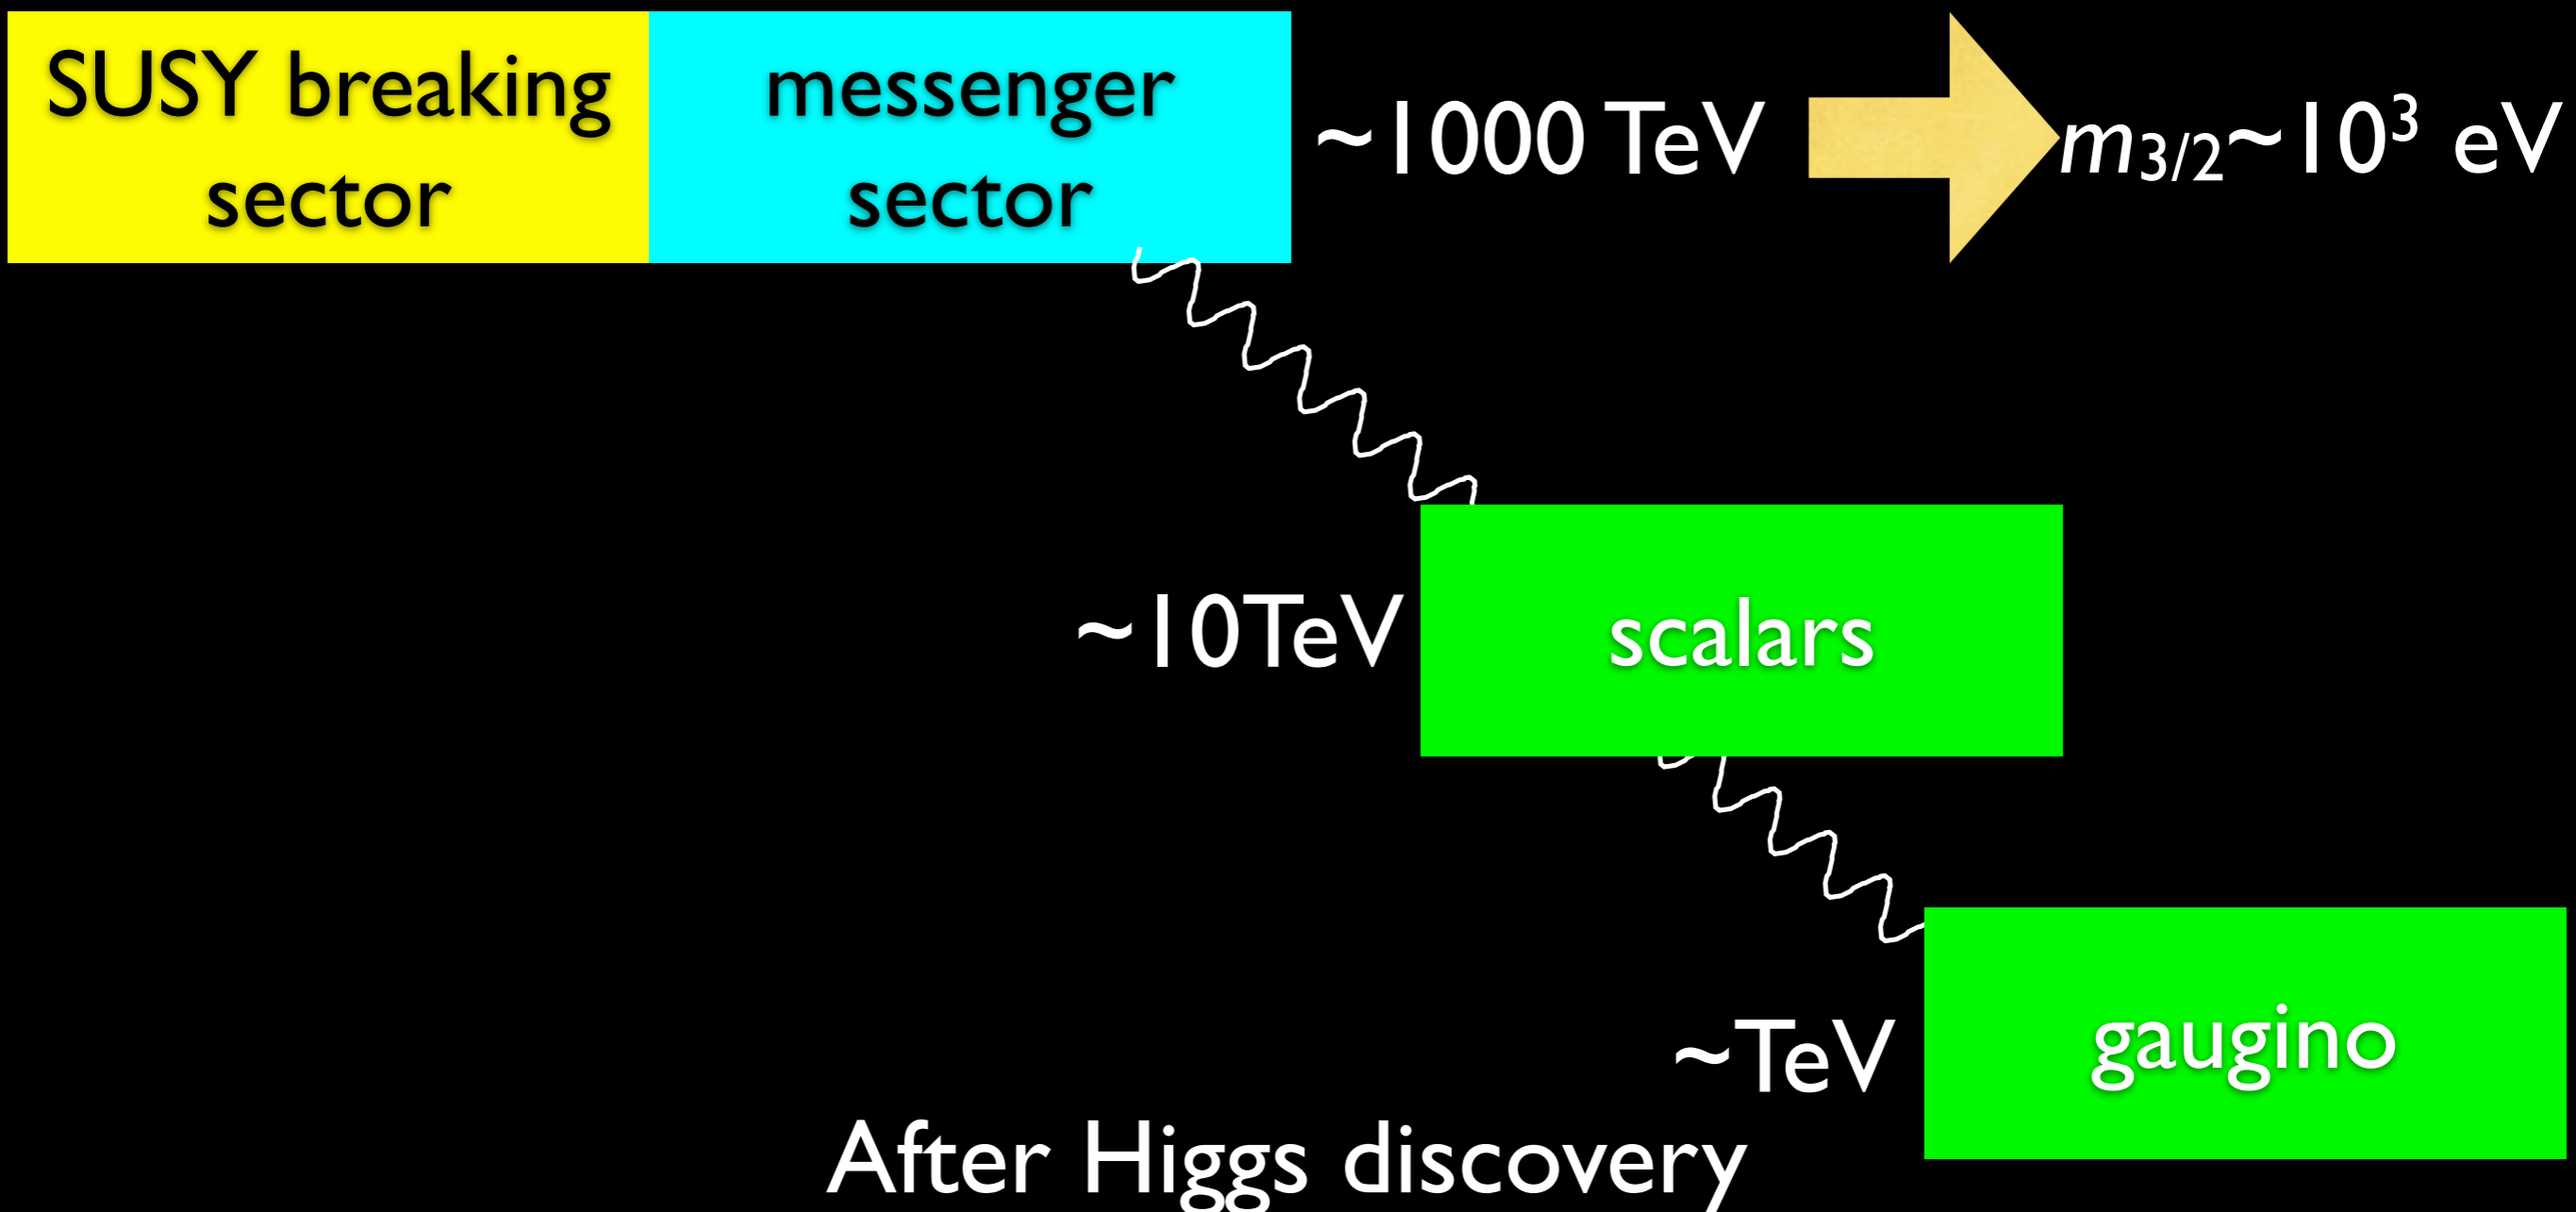 SUSY breaking
sector
messenger
sector
~1000 TeV
m3/2~10³ eV
~10TeV
scalars
~TeV
gaugino
After Higgs discovery